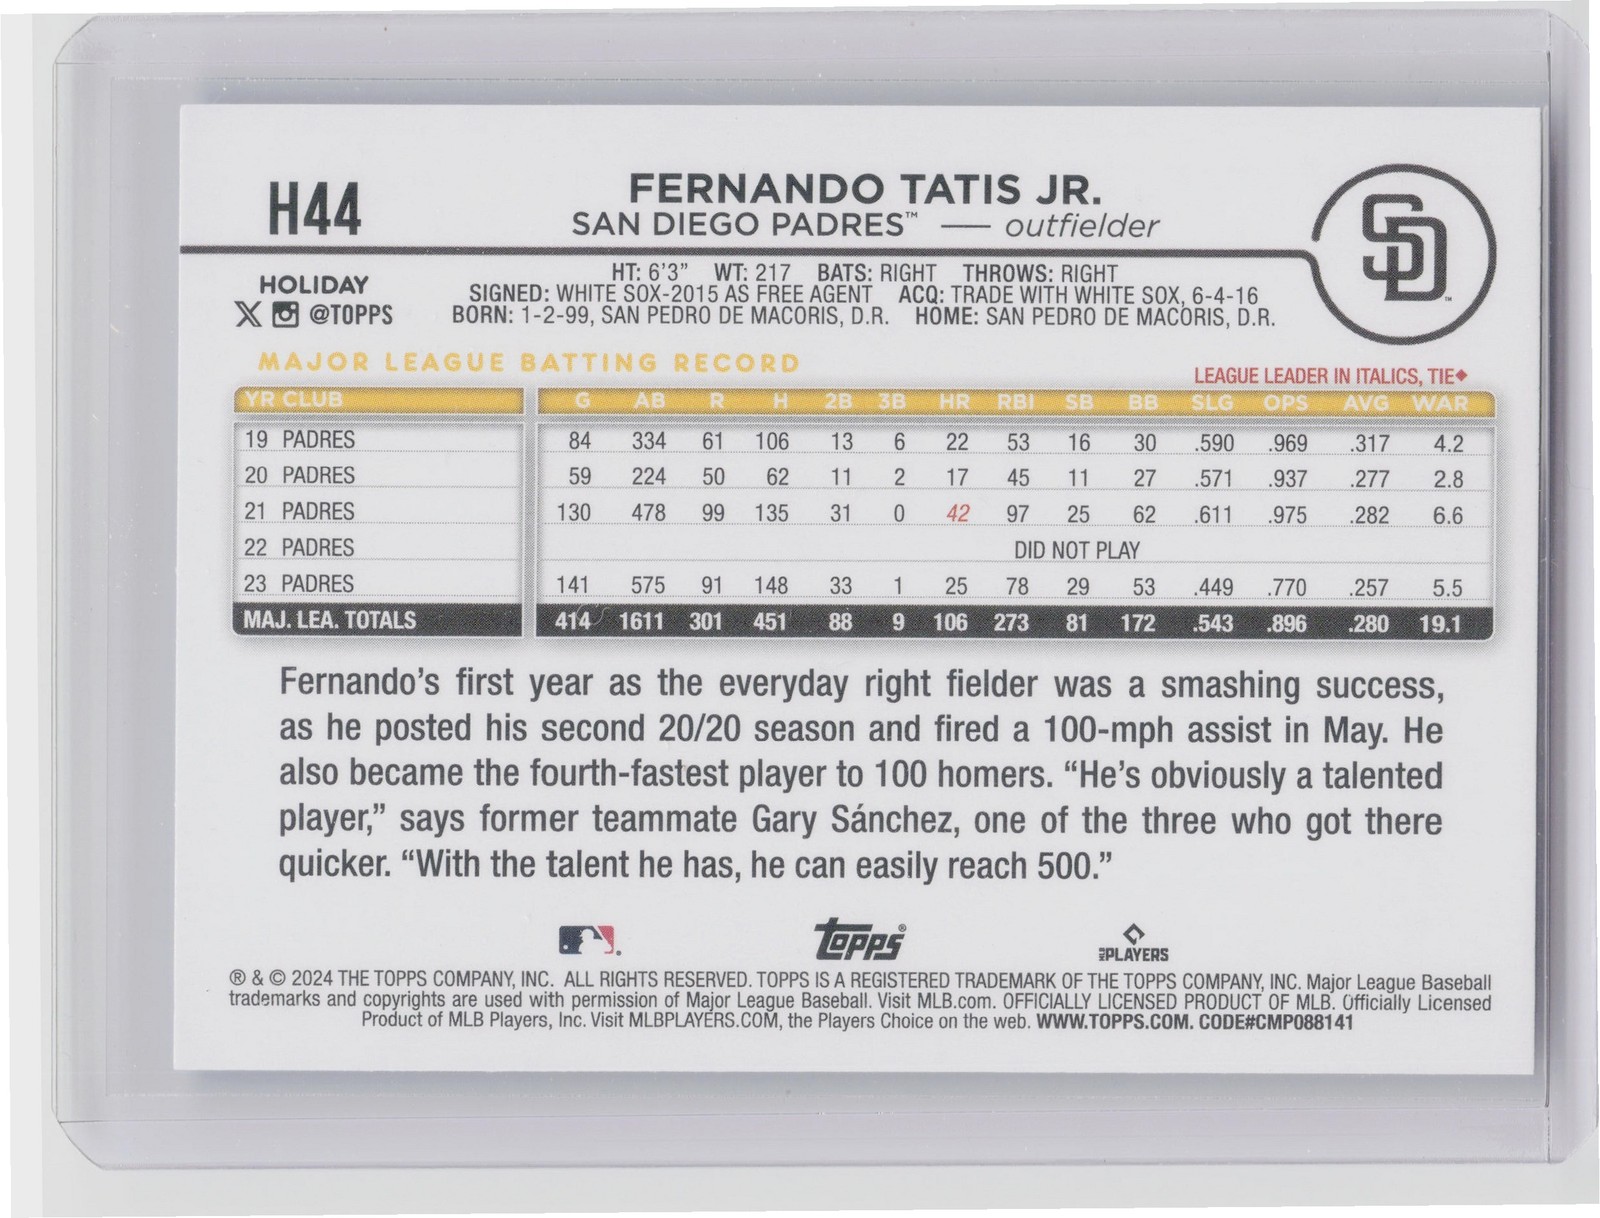 H44
FERNANDO TATIS JR.
SAN DIEGO PADRES™ — outfielder
SD™
HOLIDAY
X @TOPPS
HT: 6'3" WT: 217 BATS: RIGHT THROWS: RIGHT
SIGNED: WHITE SOX-2015 AS FREE AGENT ACQ: TRADE WITH WHITE SOX, 6-4-16
BORN: 1-2-99, SAN PEDRO DE MACORIS, D.R. HOME: SAN PEDRO DE MACORIS, D.R.
MAJOR LEAGUE BATTING RECORD
LEAGUE LEADER IN ITALICS, TIE◆
YR CLUB G AB R H 2B 3B HR RBI SB BB SLG OPS AVG WAR
19 PADRES 84 334 61 106 13 6 22 53 16 30 .590 .969 .317 4.2
20 PADRES 59 224 50 62 11 2 17 45 11 27 .571 .937 .277 2.8
21 PADRES 130 478 99 135 31 0 42 97 25 62 .611 .975 .282 6.6
22 PADRES DID NOT PLAY
23 PADRES 141 575 91 148 33 1 25 78 29 53 .449 .770 .257 5.5
MAJ. LEA. TOTALS 414 1611 301 451 88 9 106 273 81 172 .543 .896 .280 19.1
Fernando's first year as the everyday right fielder was a smashing success,
as he posted his second 20/20 season and fired a 100-mph assist in May. He
also became the fourth-fastest player to 100 homers. “He's obviously a talented
player,” says former teammate Gary Sánchez, one of the three who got there
quicker. “With the talent he has, he can easily reach 500.”
topps®
MLB PLAYERS
® & © 2024 THE TOPPS COMPANY, INC. ALL RIGHTS RESERVED. TOPPS IS A REGISTERED TRADEMARK OF THE TOPPS COMPANY, INC. Major League Baseball
trademarks and copyrights are used with permission of Major League Baseball. Visit MLB.com. OFFICIALLY LICENSED PRODUCT OF MLB. Officially Licensed
Product of MLB Players, Inc. Visit MLBPLAYERS.COM, the Players Choice on the web. WWW.TOPPS.COM. CODE#CMP088141